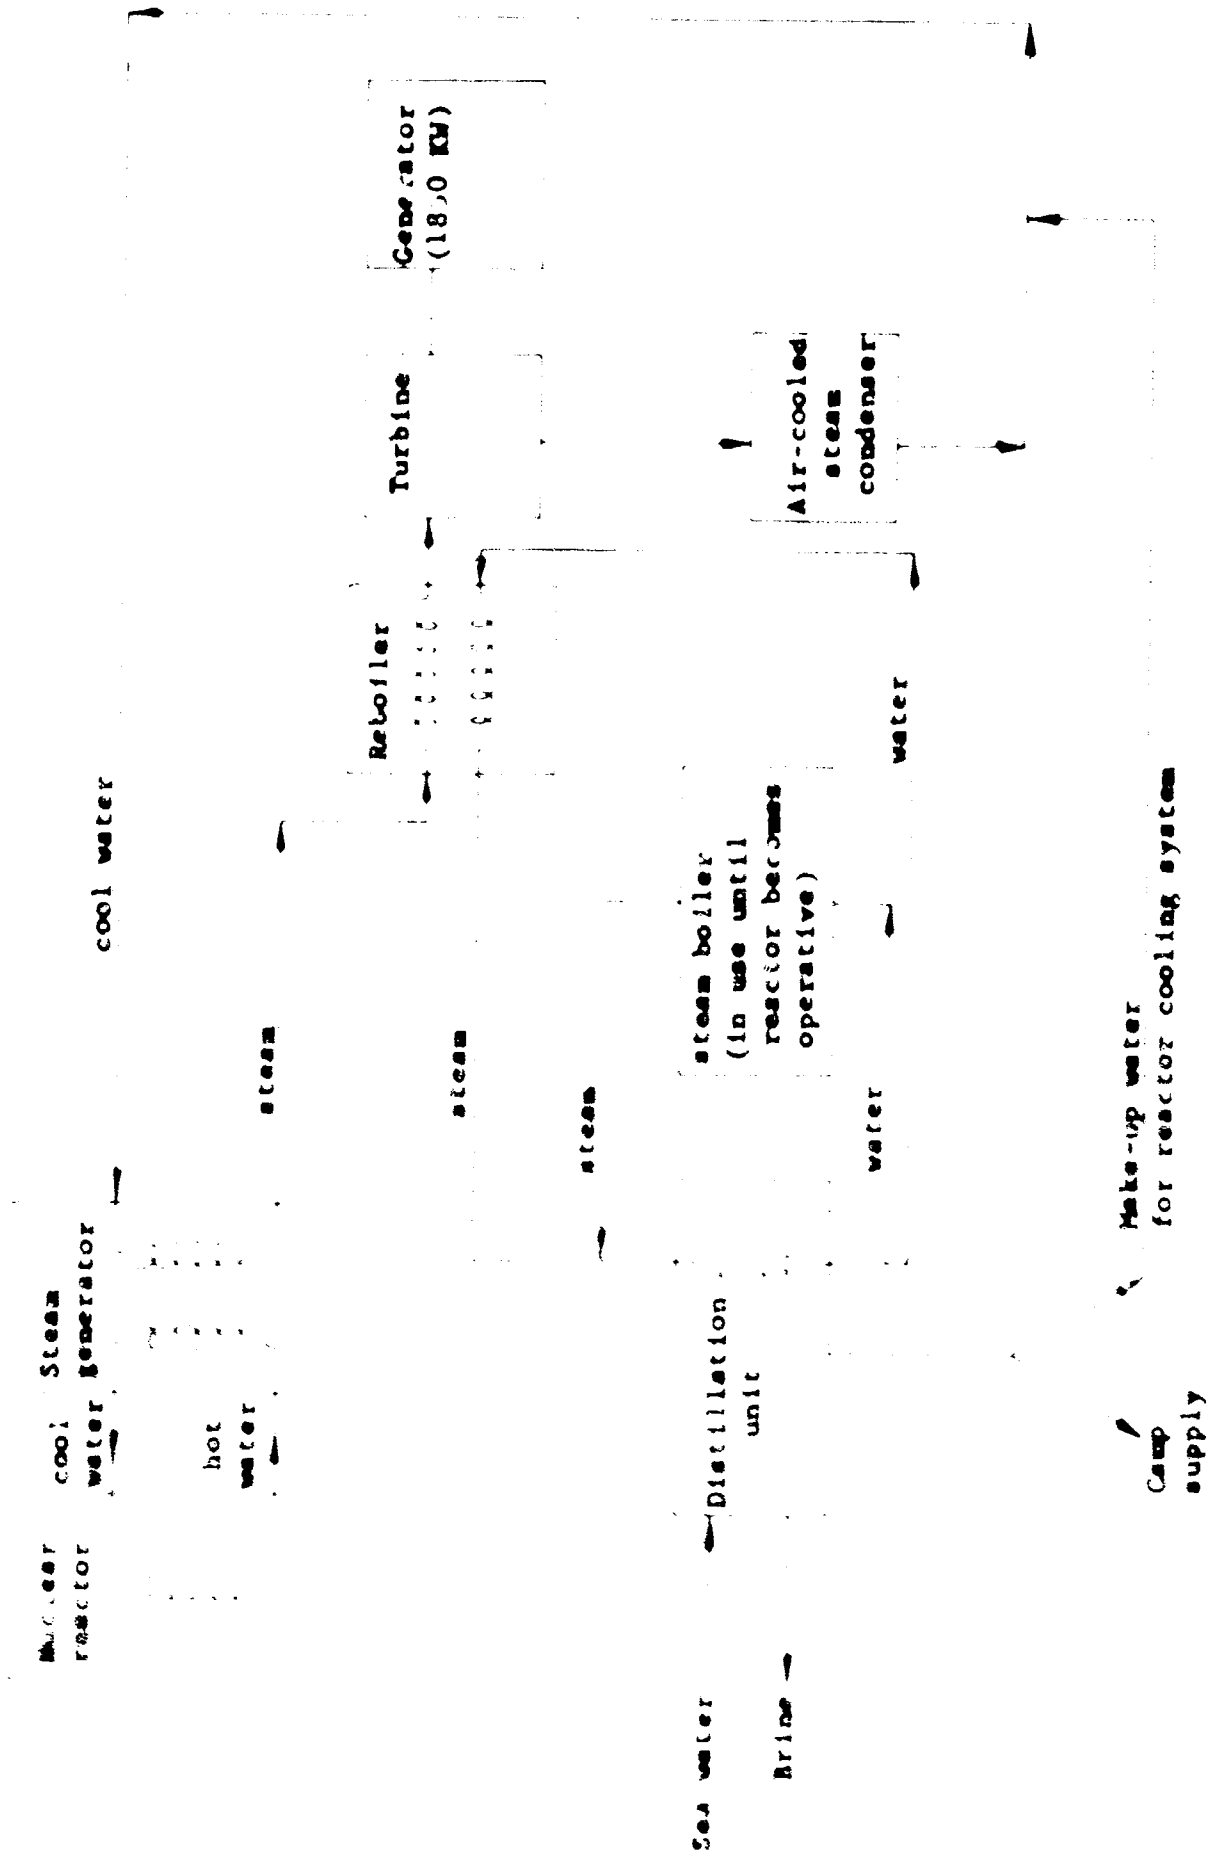 Nuclear
reactor
cool
water
hot
water
Steam
generator
cool water
steam
Reboiler
Turbine
Generator
steam
steam
Sea water
Brine
Distillation
unit
steam boiler
(in use until
reactor becomes
operative)
water
water
Air-cooled
steam
condenser
Camp
supply
Make-up water
for reactor cooling system